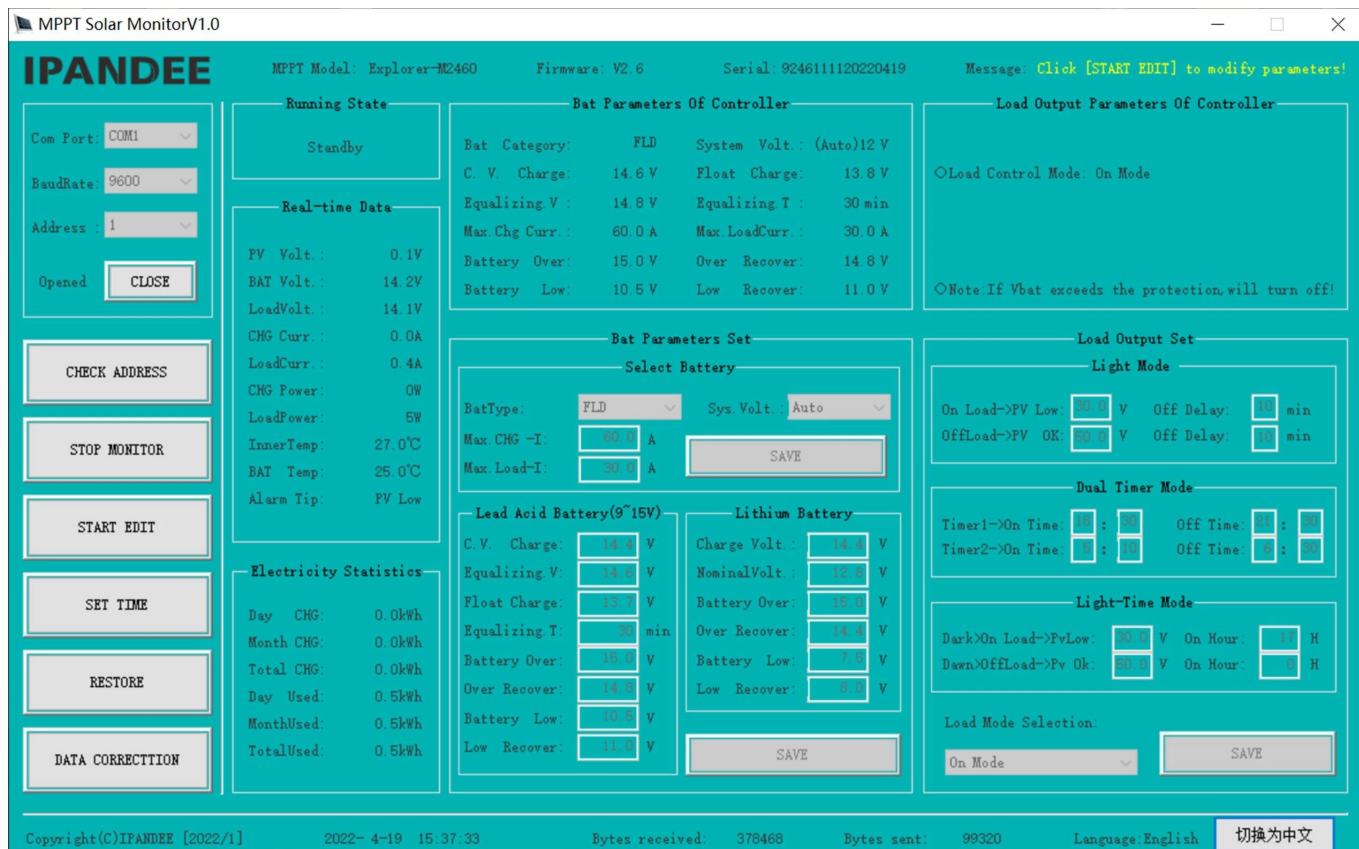 MPPT Solar MonitorV1.0
IPANDEE
MPPT Model: Explorer-M2460 Firmware: V2.6 Serial: 9246111120220419 Message: Click [START EDIT] to modify parameters!
Com Port: COM1
BaudRate: 9600
Address : 1
Opened CLOSE
CHECK ADDRESS
STOP MONITOR
START EDIT
SET TIME
RESTORE
DATA CORRECTTION
Running State
Standby
Real-time Data
PV Volt.: 0.1V
BAT Volt.: 14.2V
LoadVolt.: 14.1V
CHG Curr.: 0.0A
LoadCurr.: 0.4A
CHG Power: 0W
LoadPower: 5W
InnerTemp: 27.0℃
BAT Temp: 25.0℃
Alarm Tip: PV Low
Electricity Statistics
Day CHG: 0.0kWh
Month CHG: 0.0kWh
Total CHG: 0.0kWh
Day Used: 0.5kWh
MonthUsed: 0.5kWh
TotalUsed: 0.5kWh
Bat Parameters Of Controller
Bat Category: FLD System Volt.: (Auto)12 V
C. V. Charge: 14.6 V Float Charge: 13.8 V
Equalizing.V : 14.8 V Equalizing.T : 30 min
Max.Chg Curr.: 60.0 A Max.LoadCurr.: 30.0 A
Battery Over: 15.0 V Over Recover: 14.8 V
Battery Low: 10.5 V Low Recover: 11.0 V
Bat Parameters Set
Select Battery
BatType: FLD Sys.Volt.: Auto
Max.CHG -I: 60.0 A
Max.Load-I: 30.0 A
SAVE
Lead Acid Battery(9~15V)
C.V. Charge: 14.4 V
Equalizing.V: 14.6 V
Float Charge: 13.7 V
Equalizing.T: 30 min
Battery Over: 15.0 V
Over Recover: 14.8 V
Battery Low: 10.5 V
Low Recover: 11.0 V
Lithium Battery
Charge Volt.: 14.4 V
NominalVolt.: 12.8 V
Battery Over: 15.0 V
Over Recover: 14.4 V
Battery Low: 7.5 V
Low Recover: 8.0 V
SAVE
Load Output Parameters Of Controller
○Load Control Mode: On Mode
○Note:If Vbat exceeds the protection,will turn off!
Load Output Set
Light Mode
On Load->PV Low: 30.0 V Off Delay: 10 min
OffLoad->PV OK: 50.0 V Off Delay: 10 min
Dual Timer Mode
Timer1->On Time: 18 : 30 Off Time: 21 : 30
Timer2->On Time: 5 : 10 Off Time: 6 : 30
Light-Time Mode
Dark>On Load->PvLow: 30.0 V On Hour: 17 H
Dawn>OffLoad->Pv Ok: 50.0 V On Hour: 0 H
Load Mode Selection:
On Mode SAVE
Copyright(C)IPANDEE [2022/1] 2022- 4-19 15:37:33 Bytes received: 378468 Bytes sent: 99320 Language:English 切换为中文